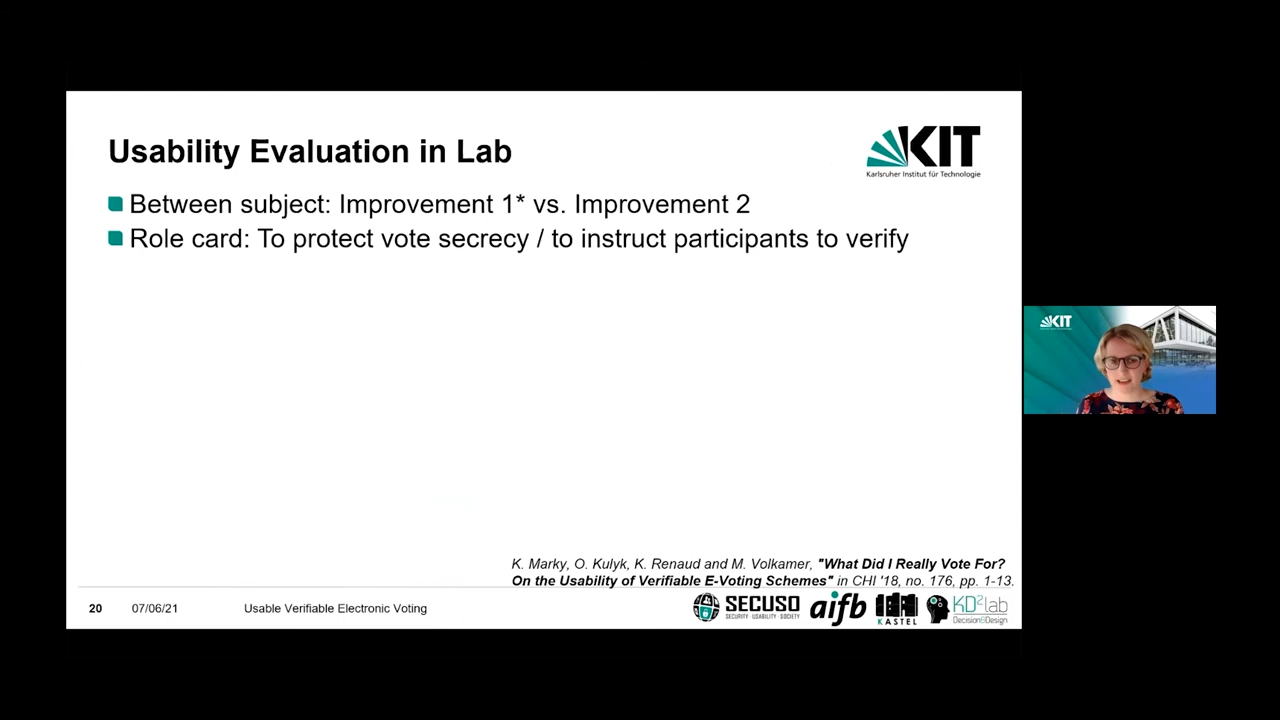 Usability Evaluation in Lab
KIT
Karlsruher Institut für Technologie
Between subject: Improvement 1* vs. Improvement 2
Role card: To protect vote secrecy / to instruct participants to verify
KIT
K. Marky, O. Kulyk, K. Renaud and M. Volkamer, "What Did I Really Vote For?
On the Usability of Verifiable E-Voting Schemes" in CHI '18, no. 176, pp. 1-13.
20 07/06/21 Usable Verifiable Electronic Voting
SECUSO
SECURITY · USABILITY · SOCIETY
aifb
KASTEL
KD²lab
Decision&Design